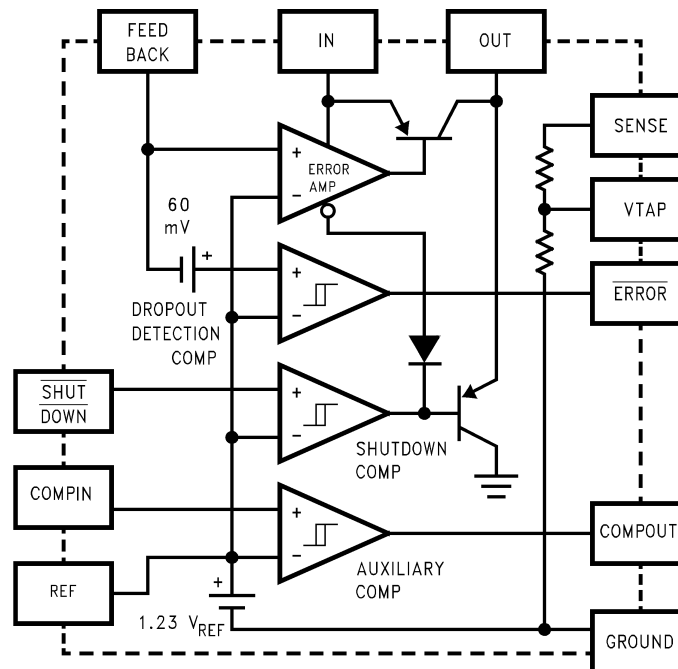 FEED
BACK
IN
OUT
SENSE
+
ERROR
AMP
−
60
mV
VTAP
+
+
ERROR
DROPOUT
DETECTION
COMP
−
SHUT
DOWN
+
−
SHUTDOWN
COMP
COMPIN
+
COMPOUT
REF
−
AUXILIARY
COMP
+
1.23 VREF
GROUND